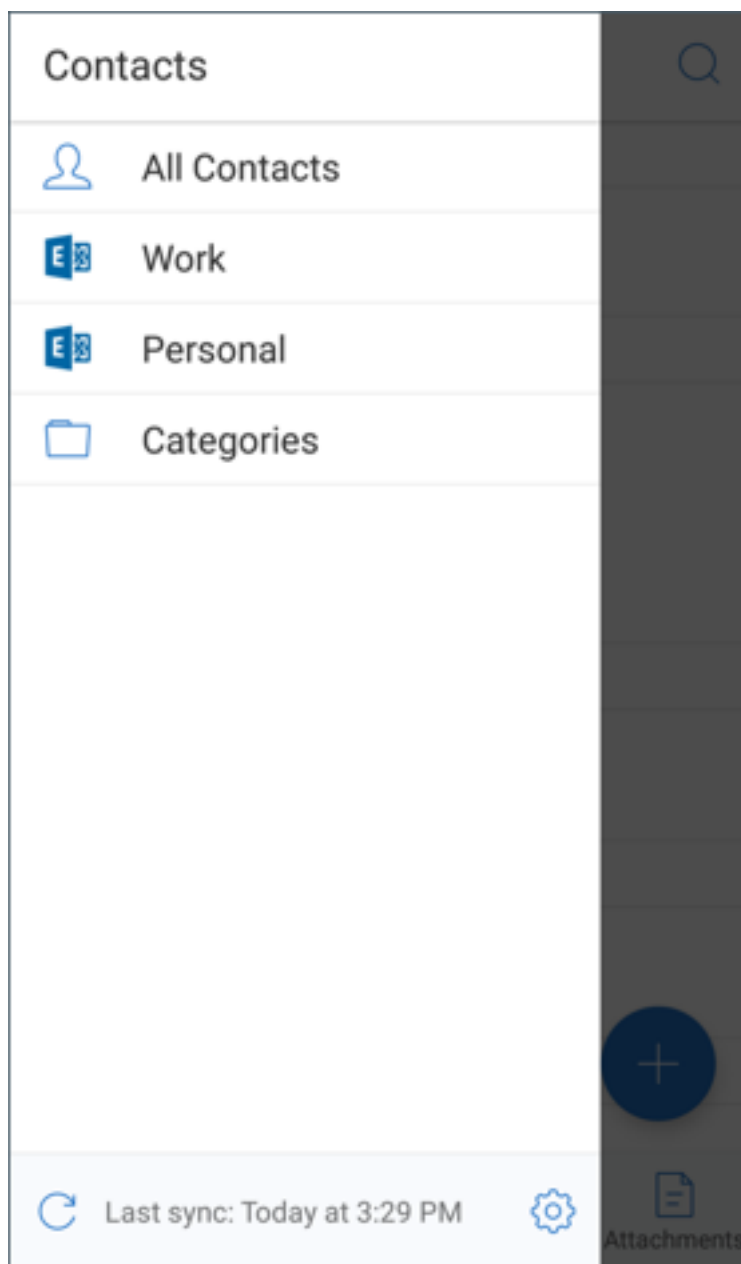 Contacts
All Contacts
E Work
E Personal
Categories
Last sync: Today at 3:29 PM
Attachments